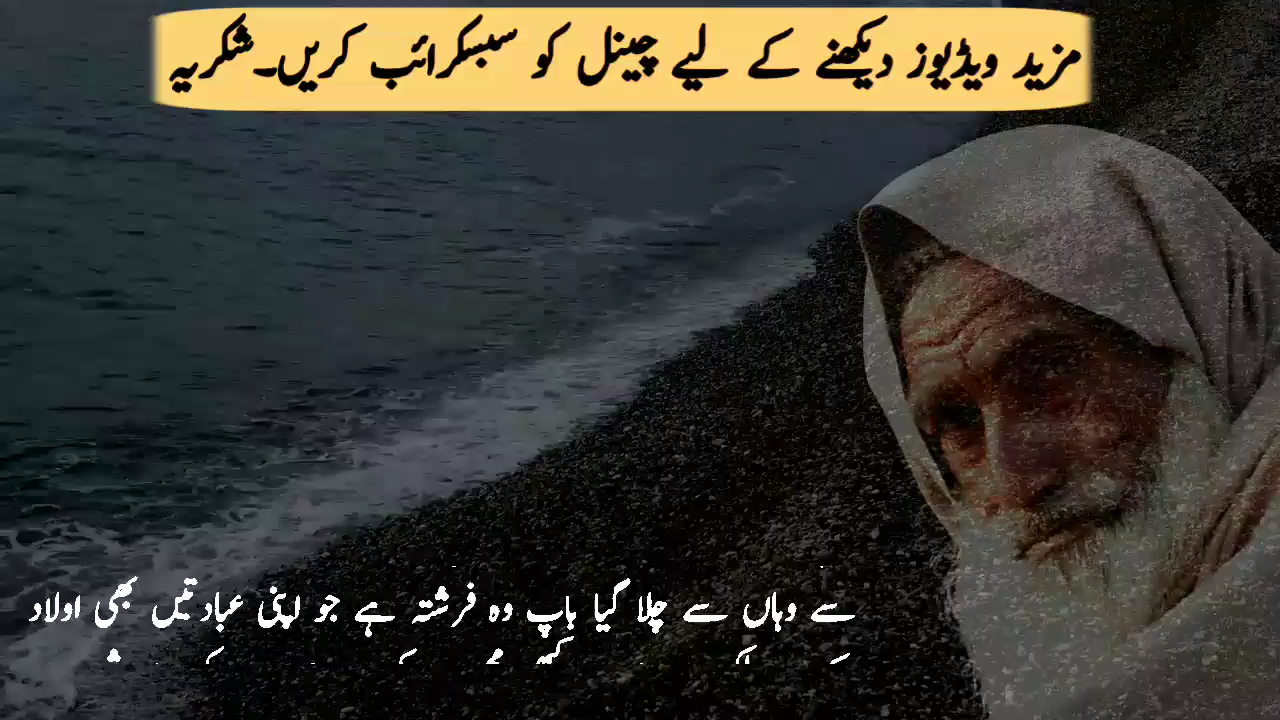 مزید ویڈیوز دیکھنے کے لیے چینل کو سبسکرائب کریں۔شکریہ
سے وہاں سے چلا گیا باپ وہ فرشتہ ہے جو اپنی عبادتیں بھی اولاد